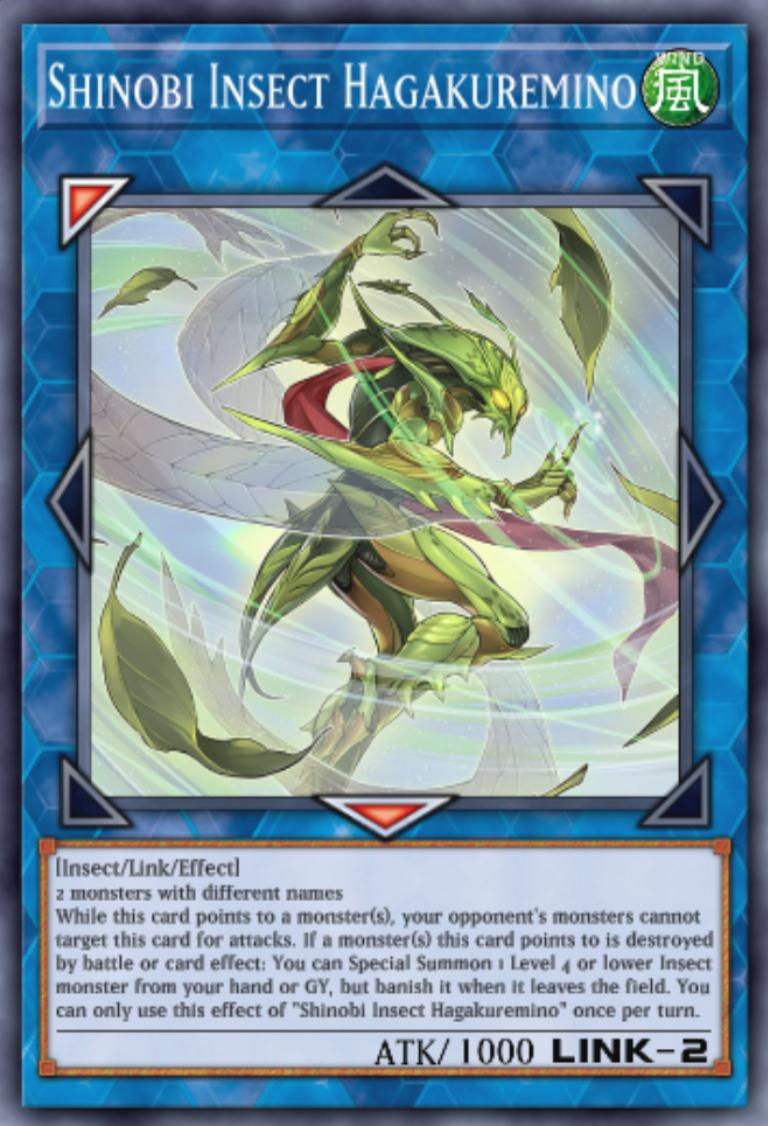 SHINOBI INSECT HAGAKUREMINO
WIND
風
[Insect/Link/Effect]
2 monsters with different names
While this card points to a monster(s), your opponent's monsters cannot
target this card for attacks. If a monster(s) this card points to is destroyed
by battle or card effect: You can Special Summon 1 Level 4 or lower Insect
monster from your hand or GY, but banish it when it leaves the field. You
can only use this effect of "Shinobi Insect Hagakuremino" once per turn.
ATK/ 1000 LINK-2